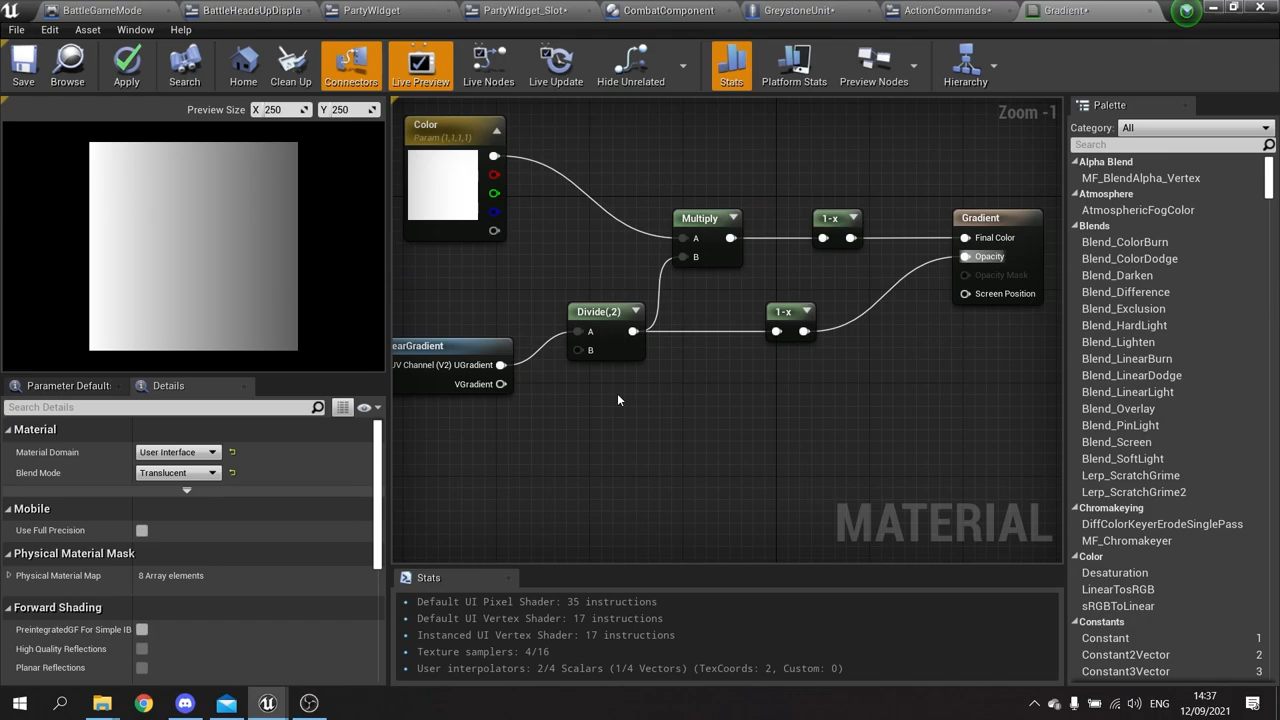 BattleGameMode
BattleHeadsUpDispla
PartyWIdget
PartyWidget_Slot*
CombatComponent
GreystoneUnit*
ActionCommands*
Gradient*
File Edit Asset Window Help
Save
Browse
Apply
Search
Home
Clean Up
Connectors
Live Preview
Live Nodes
Live Update
Hide Unrelated
Stats
Platform Stats
Preview Nodes
Hierarchy
Preview Size X 250 Y 250
Parameter Default
Details
Search Details
Material
Material Domain User Interface
Blend Mode Translucent
Mobile
Use Full Precision
Physical Material Mask
Physical Material Map 8 Array elements
Forward Shading
PreintegratedGF For Simple IB
High Quality Reflections
Planar Reflections
Zoom -1
Color
Param (1,1,1,1)
Multiply
A
B
1-x
Gradient
Final Color
Opacity
Opacity Mask
Screen Position
Divide(,2)
A
B
1-x
earGradient
UV Channel (V2) UGradient
VGradient
MATERIAL
Stats
Default UI Pixel Shader: 35 instructions
Default UI Vertex Shader: 17 instructions
Instanced UI Vertex Shader: 17 instructions
Texture samplers: 4/16
User interpolators: 2/4 Scalars (1/4 Vectors) (TexCoords: 2, Custom: 0)
Palette
Category: All
Search
Alpha Blend
MF_BlendAlpha_Vertex
Atmosphere
AtmosphericFogColor
Blends
Blend_ColorBurn
Blend_ColorDodge
Blend_Darken
Blend_Difference
Blend_Exclusion
Blend_HardLight
Blend_Lighten
Blend_LinearBurn
Blend_LinearDodge
Blend_LinearLight
Blend_Overlay
Blend_PinLight
Blend_Screen
Blend_SoftLight
Lerp_ScratchGrime
Lerp_ScratchGrime2
Chromakeying
DiffColorKeyerErodeSinglePass
MF_Chromakeyer
Color
Desaturation
LinearTosRGB
sRGBToLinear
Constants
Constant 1
Constant2Vector 2
Constant3Vector 3
ENG
14:37
12/09/2021